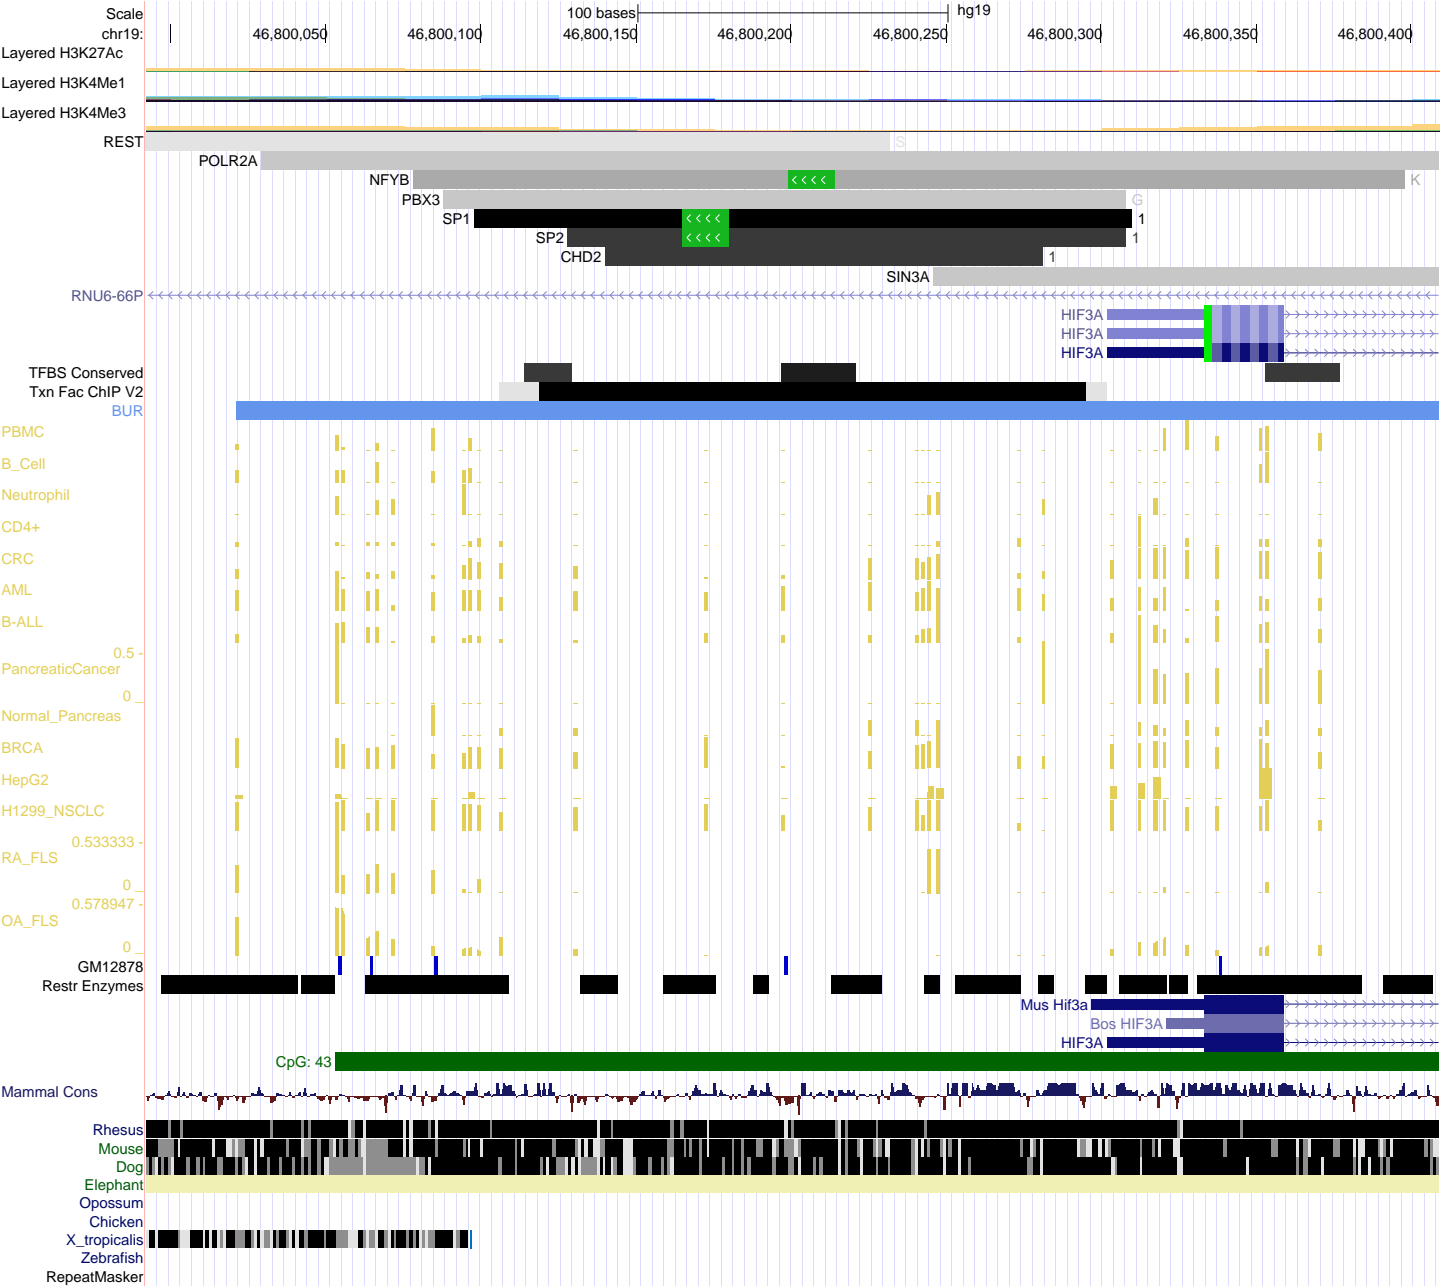 Scale 100 bases hg19
chr19: 46,800,050 46,800,100 46,800,150 46,800,200 46,800,250 46,800,300 46,800,350 46,800,400
Layered H3K27Ac
Layered H3K4Me1
Layered H3K4Me3
REST S
POLR2A
NFYB K
PBX3 G
SP1 1
SP2 1
CHD2 1
SIN3A
RNU6-66P
HIF3A
HIF3A
HIF3A
TFBS Conserved
Txn Fac ChIP V2
BUR
PBMC
B_Cell
Neutrophil
CD4+
CRC
AML
B-ALL
0.5 -
PancreaticCancer
0 _
Normal_Pancreas
BRCA
HepG2
H1299_NSCLC
0.533333 -
RA_FLS
0 _
0.578947 -
OA_FLS
0 _
GM12878
Restr Enzymes
Mus Hif3a
Bos HIF3A
HIF3A
CpG: 43
Mammal Cons
Rhesus
Mouse
Dog
Elephant
Opossum
Chicken
X_tropicalis
Zebrafish
RepeatMasker